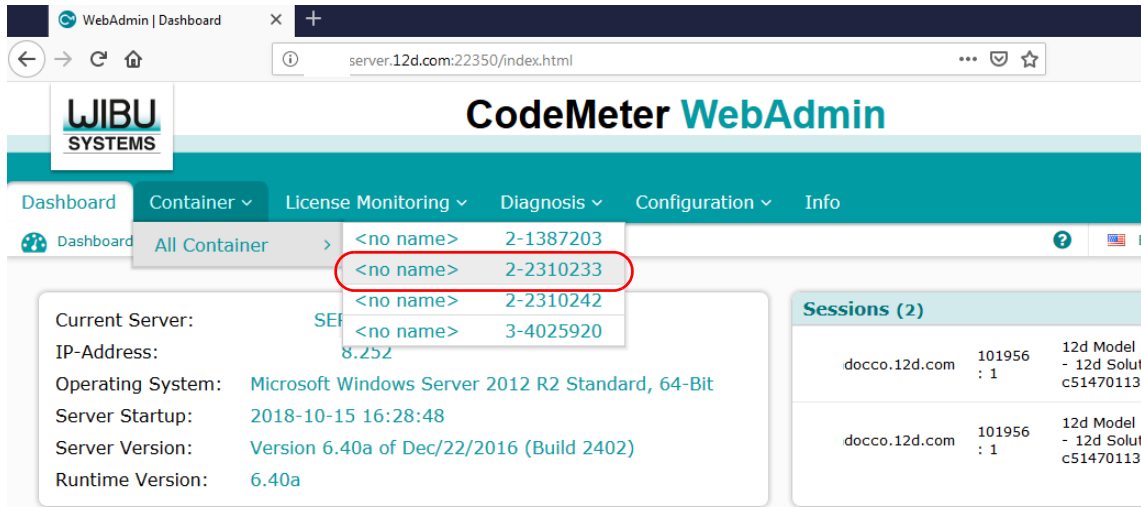 WebAdmin | Dashboard
server.12d.com:22350/index.html
WIBU
SYSTEMS
CodeMeter WebAdmin
Dashboard Container License Monitoring Diagnosis Configuration Info
Dashboard All Container
<no name> 2-1387203
<no name> 2-2310233
<no name> 2-2310242
<no name> 3-4025920
Current Server: SE
IP-Address: 8.252
Operating System: Microsoft Windows Server 2012 R2 Standard, 64-Bit
Server Startup: 2018-10-15 16:28:48
Server Version: Version 6.40a of Dec/22/2016 (Build 2402)
Runtime Version: 6.40a
Sessions (2)
docco.12d.com 101956 : 1
12d Model
- 12d Solut
c51470113
docco.12d.com 101956 : 1
12d Model
- 12d Solut
c51470113